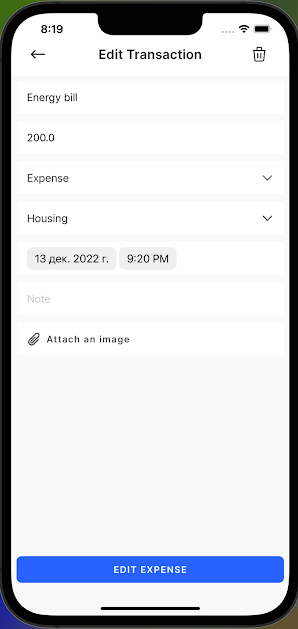 8:19
Edit Transaction
Energy bill
200.0
Expense
Housing
13 дек. 2022 г. 9:20 PM
Note
Attach an image
EDIT EXPENSE